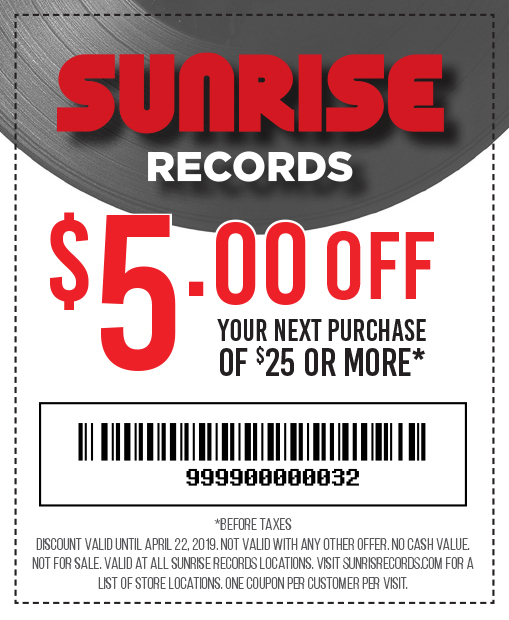 SUNRISE
RECORDS
$5.00 OFF
YOUR NEXT PURCHASE
OF $25 OR MORE*
999900000032
*BEFORE TAXES
DISCOUNT VALID UNTIL APRIL 22, 2019. NOT VALID WITH ANY OTHER OFFER. NO CASH VALUE.
NOT FOR SALE. VALID AT ALL SUNRISE RECORDS LOCATIONS. VISIT SUNRISRECORDS.COM FOR A
LIST OF STORE LOCATIONS. ONE COUPON PER CUSTOMER PER VISIT.